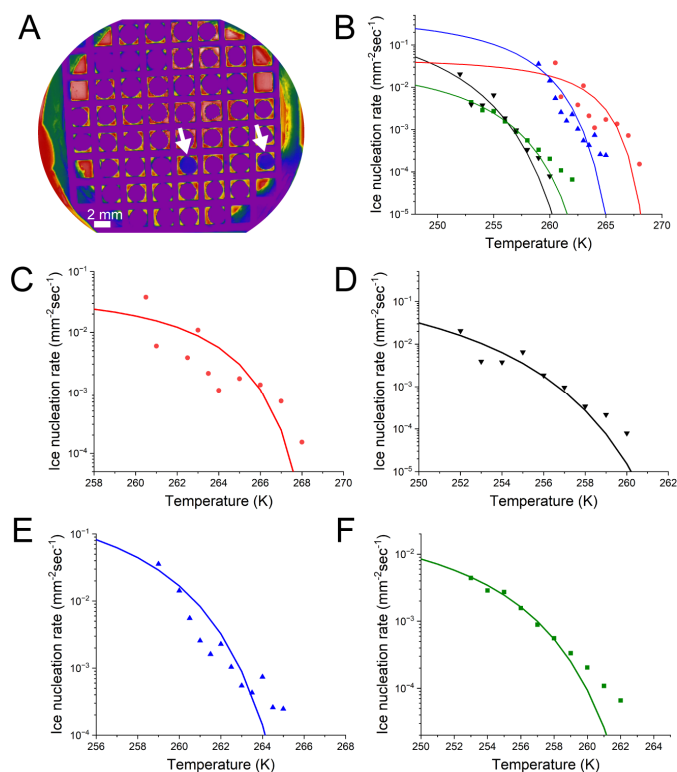 A
2 mm
B
Ice nucleation rate (mm⁻²sec⁻¹)
10⁻¹
10⁻²
10⁻³
10⁻⁴
10⁻⁵
250 255 260 265 270
Temperature (K)
C
Ice nucleation rate (mm⁻²sec⁻¹)
10⁻¹
10⁻²
10⁻³
10⁻⁴
258 260 262 264 266 268 270
Temperature (K)
D
Ice nucleation rate (mm⁻²sec⁻¹)
10⁻¹
10⁻²
10⁻³
10⁻⁴
10⁻⁵
250 252 254 256 258 260 262
Temperature (K)
E
Ice nucleation rate (mm⁻²sec⁻¹)
10⁻¹
10⁻²
10⁻³
10⁻⁴
256 258 260 262 264 266 268
Temperature (K)
F
Ice nucleation rate (mm⁻²sec⁻¹)
10⁻²
10⁻³
10⁻⁴
250 252 254 256 258 260 262 264
Temperature (K)